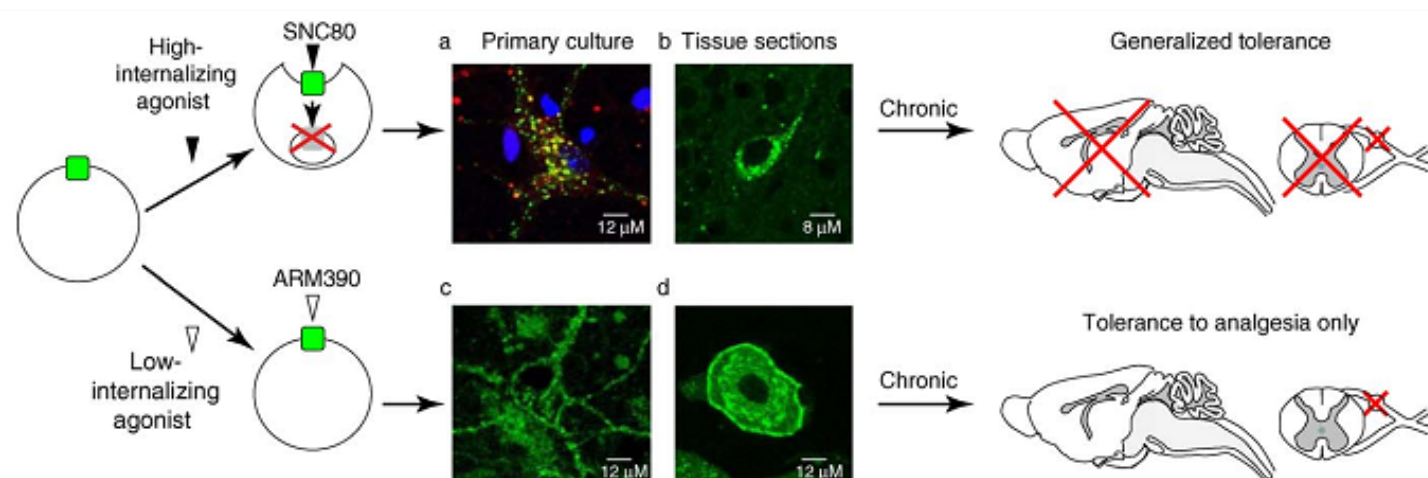 High-
internalizing
agonist
SNC80
a Primary culture
b Tissue sections
12 µM
8 µM
Chronic
Generalized tolerance
Low-
internalizing
agonist
ARM390
c
d
12 µM
12 µM
Chronic
Tolerance to analgesia only